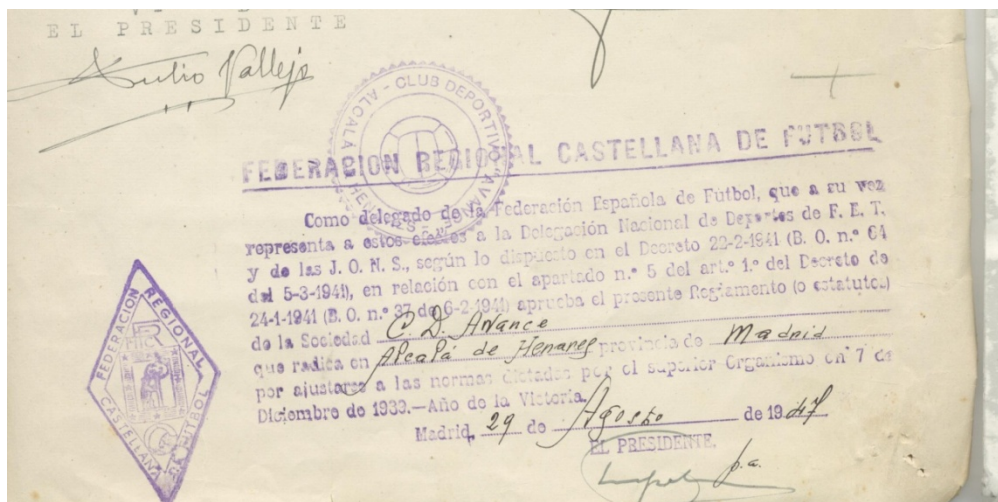 EL PRESIDENTE
Julio Vallejo
ALCALÁ - CLUB DEPORTIVO "AVANCE" HENARES
FEDERACION REGIONAL CASTELLANA DE FUTBOL
Como delegado de la Federación Española de Fútbol, que a su vez
representa a estos efectos a la Delegación Nacional de Deportes de F. E. T.
y de las J. O. N. S., según lo dispuesto en el Decreto 22-2-1941 (B. O. n.º 64
del 5-3-1941), en relación con el apartado n.º 5 del art.º 1.º del Decreto de
24-1-1941 (B. O. n.º 37 de 6-2-1941) aprueba el presente Reglamento (o estatutos)
de la Sociedad C. D. Avance
que radica en Alcalá de Henares provincia de Madrid
por ajustarse a las normas dictadas por el superior Organismo en 7 de
Diciembre de 1939.—Año de la Victoria.
Madrid, 29 de Agosto de 1947
EL PRESIDENTE.
p.a.
FEDERACION REGIONAL
CASTELLANA FUTBOL